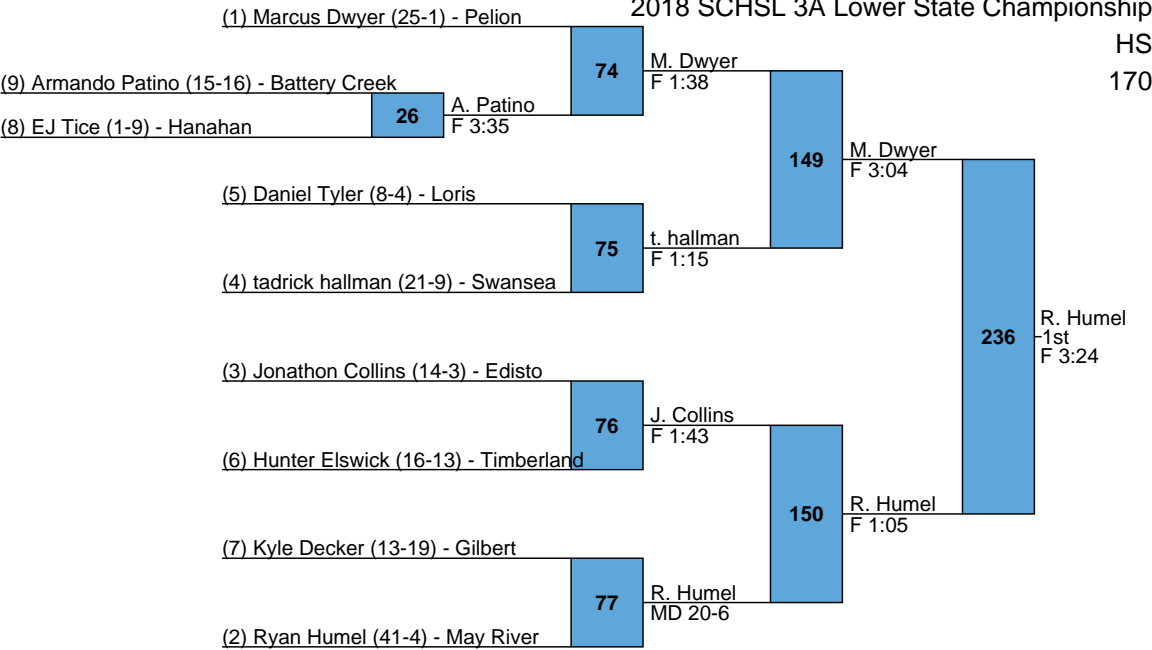 2018 SCHSL 3A Lower State Championship
HS
170
(1) Marcus Dwyer (25-1) - Pelion
(9) Armando Patino (15-16) - Battery Creek
(8) EJ Tice (1-9) - Hanahan
26
A. Patino
F 3:35
74
M. Dwyer
F 1:38
(5) Daniel Tyler (8-4) - Loris
(4) tadrick hallman (21-9) - Swansea
75
t. hallman
F 1:15
149
M. Dwyer
F 3:04
(3) Jonathon Collins (14-3) - Edisto
(6) Hunter Elswick (16-13) - Timberland
76
J. Collins
F 1:43
(7) Kyle Decker (13-19) - Gilbert
(2) Ryan Humel (41-4) - May River
77
R. Humel
MD 20-6
150
R. Humel
F 1:05
236
R. Humel
1st
F 3:24